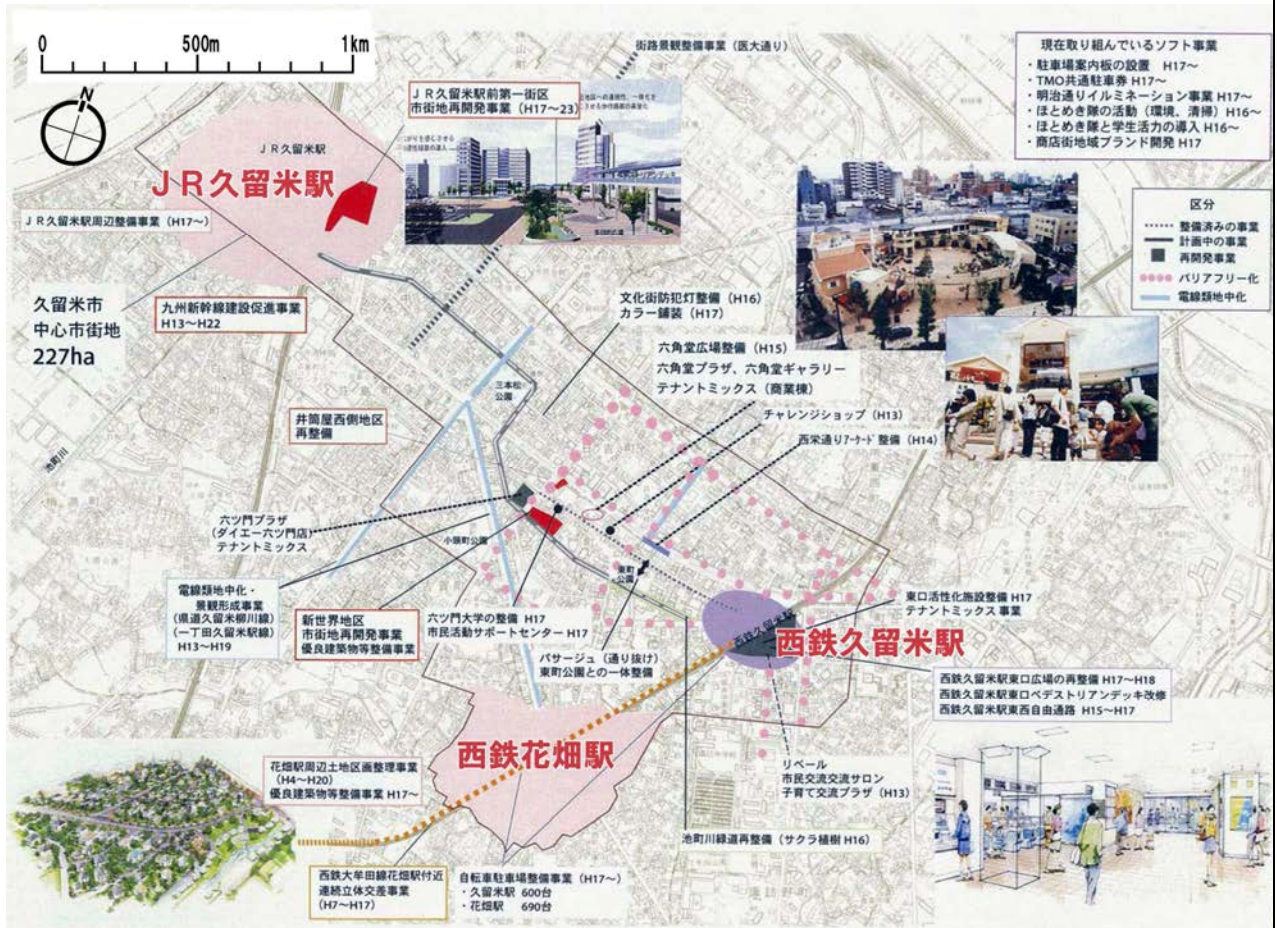 0 500m 1km
N
街路景観整備事業（医大通り）
現在取り組んでいるソフト事業
・駐車場案内板の設置 H17～
・TMO共通駐車券 H17～
・明治通りイルミネーション事業 H17～
・ほとめき隊の活動（環境、清掃）H16～
・ほとめき隊と学生活力の導入 H16～
・商店街地域ブランド開発 H17
JR久留米駅前第一街区
市街地再開発事業（H17～23）
JR久留米駅
JR久留米駅
JR久留米駅周辺整備事業（H17～）
区分
整備済みの事業
計画中の事業
再開発事業
バリアフリー化
電線類地中化
久留米市
中心市街地
227ha
九州新幹線建設促進事業
H13～H22
文化街防犯灯整備（H16）
カラー舗装（H17）
六角堂広場整備（H15）
六角堂プラザ、六角堂ギャラリー
テナントミックス（商業棟）
三本松
公園
チャレンジショップ（H13）
井筒屋西側地区
再整備
西栄通りアーケード整備（H14）
池町川
六ツ門プラザ
（ダイエー六ツ門店）
テナントミックス
小頭町公園
東町
公園
電線類地中化・
景観形成事業
（県道久留米柳川線）
（一丁田久留米駅線）
H13～H19
新世界地区
市街地再開発事業
優良建築物等整備事業
六ツ門大学の整備 H17
市民活動サポートセンター H17
パサージュ（通り抜け）
東町公園との一体整備
東口活性化施設整備 H17
テナントミックス事業
西鉄久留米駅
西鉄久留米駅
西鉄久留米駅東口広場の再整備 H17～H18
西鉄久留米駅東口ペデストリアンデッキ改修
西鉄久留米駅東西自由通路 H15～H17
西鉄花畑駅
花畑駅周辺土地区画整理事業
（H4～H20）
優良建築物等整備事業 H17～
リベール
市民交流交流サロン
子育て交流プラザ（H13）
池町川緑道再整備（サクラ植樹 H16）
西鉄大牟田線花畑駅付近
連続立体交差事業
（H7～H17）
自転車駐車場整備事業（H17～）
・久留米駅 600台
・花畑駅 690台